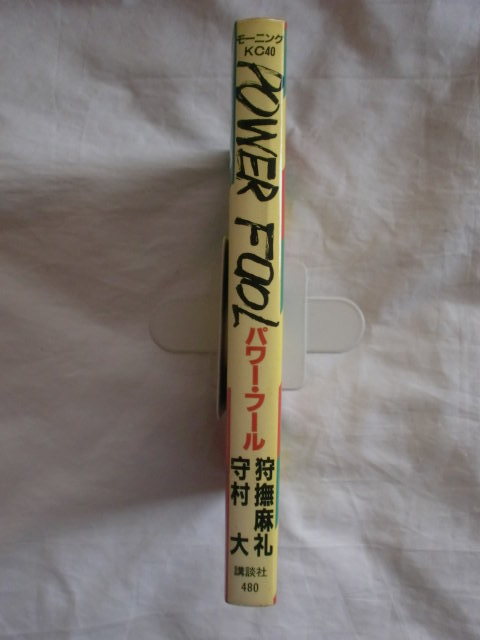 モーニング
KC40
POWER FOOL
パワー・フール
狩撫麻礼
守村 大
講談社
480